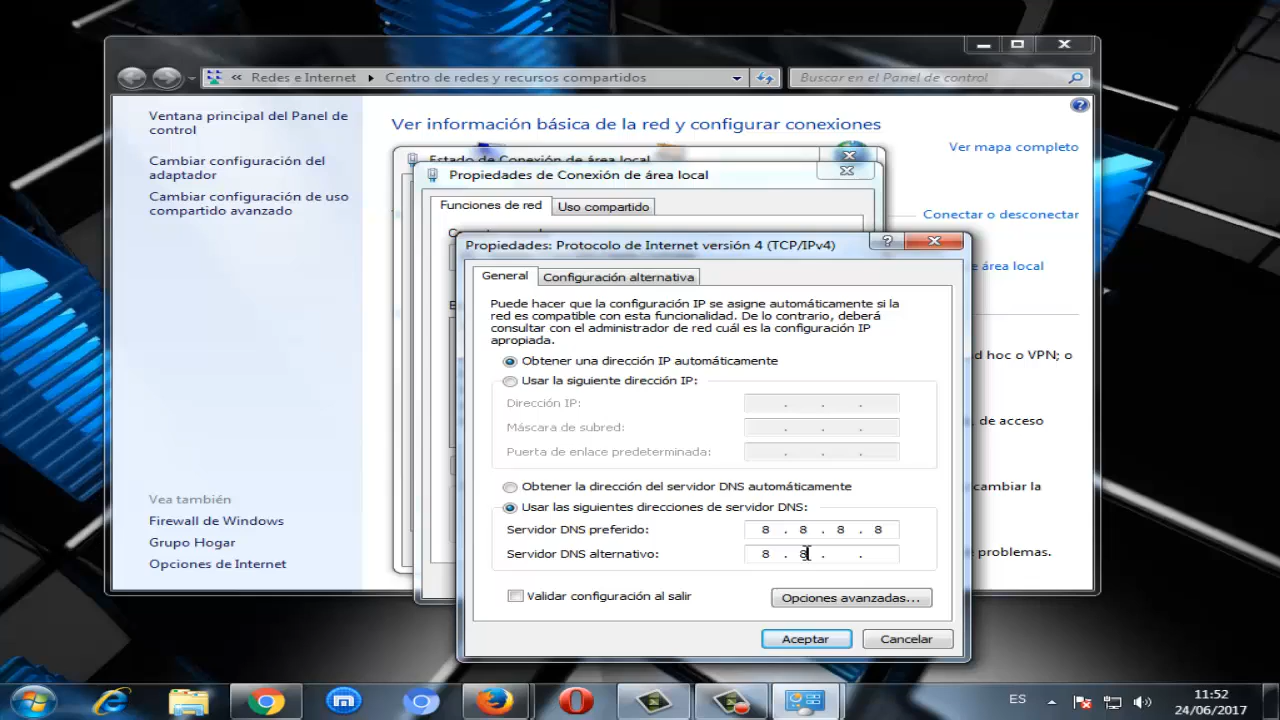 « Redes e Internet ▸ Centro de redes y recursos compartidos
Buscar en el Panel de control
Ventana principal del Panel de
control
Cambiar configuración del
adaptador
Cambiar configuración de uso
compartido avanzado
Vea también
Firewall de Windows
Grupo Hogar
Opciones de Internet
Ver información básica de la red y configurar conexiones
Ver mapa completo
Conectar o desconectar
área local
hoc o VPN; o
de acceso
cambiar la
problemas.
Estado de Conexión de área local
Propiedades de Conexión de área local
Funciones de red
Uso compartido
Propiedades: Protocolo de Internet versión 4 (TCP/IPv4)
?
General
Configuración alternativa
Puede hacer que la configuración IP se asigne automáticamente si la
red es compatible con esta funcionalidad. De lo contrario, deberá
consultar con el administrador de red cuál es la configuración IP
apropiada.
Obtener una dirección IP automáticamente
Usar la siguiente dirección IP:
Dirección IP: . . .
Máscara de subred: . . .
Puerta de enlace predeterminada: . . .
Obtener la dirección del servidor DNS automáticamente
Usar las siguientes direcciones de servidor DNS:
Servidor DNS preferido: 8 . 8 . 8 . 8
Servidor DNS alternativo: 8 . 8 . .
Validar configuración al salir
Opciones avanzadas...
Aceptar
Cancelar
ES
11:52
24/06/2017